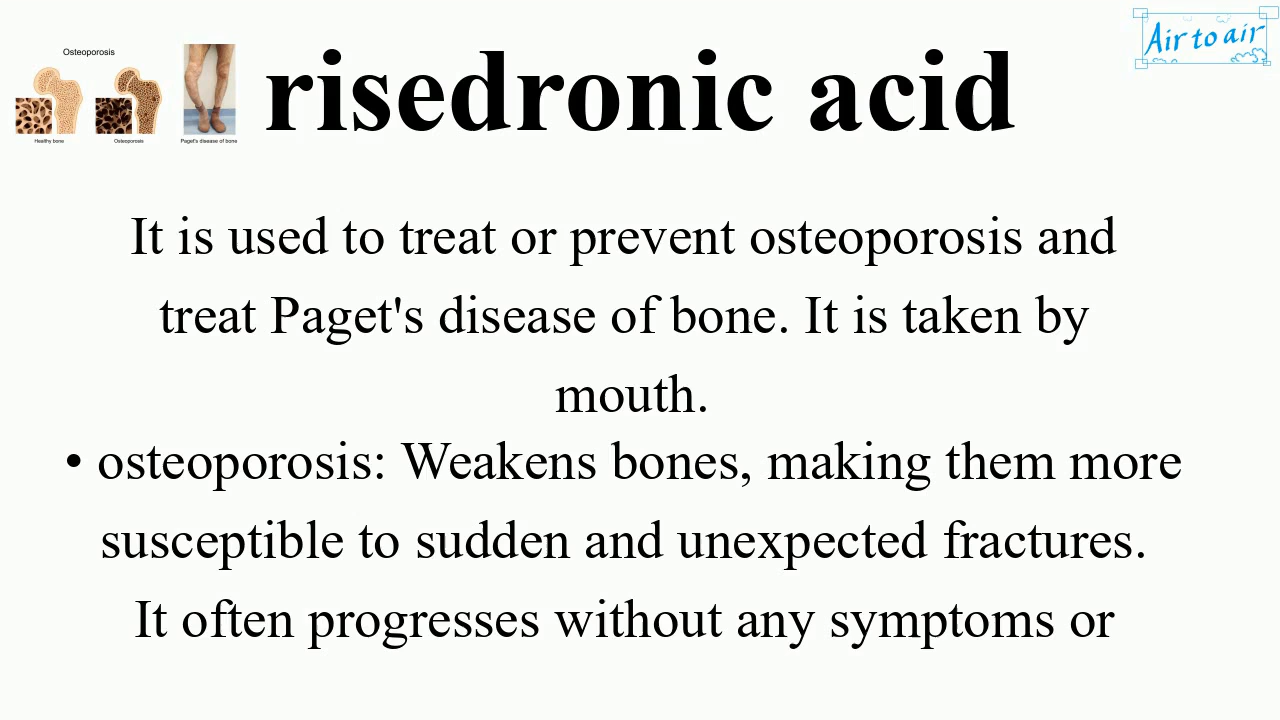 Osteoporosis
Healthy bone
Osteoporosis
Paget's disease of bone
risedronic acid
Air to air
It is used to treat or prevent osteoporosis and
treat Paget's disease of bone. It is taken by
mouth.
• osteoporosis: Weakens bones, making them more
susceptible to sudden and unexpected fractures.
It often progresses without any symptoms or